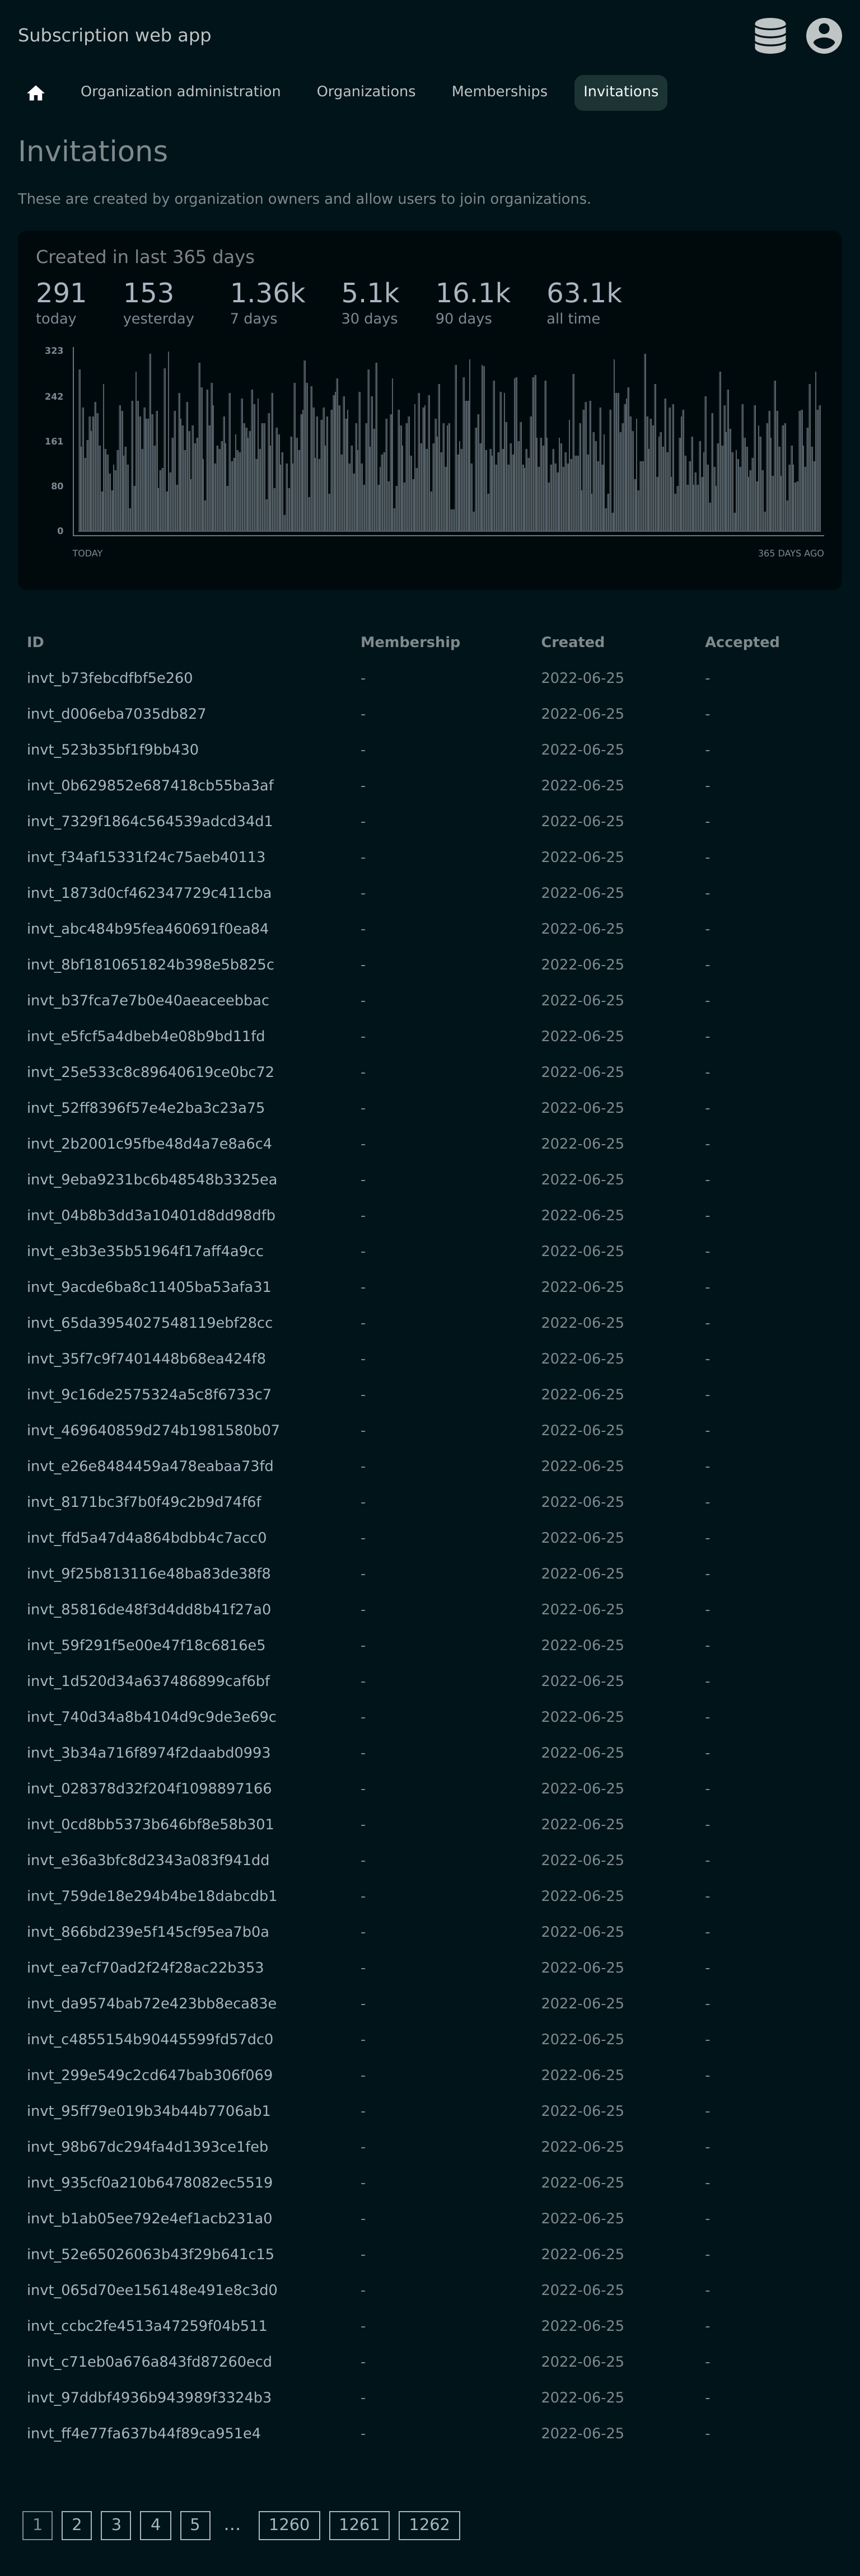 Subscription web app
Organization administration Organizations Memberships Invitations
Invitations
These are created by organization owners and allow users to join organizations.
Created in last 365 days
291 153 1.36k 5.1k 16.1k 63.1k
today yesterday 7 days 30 days 90 days all time
323
242
161
80
0
TODAY 365 DAYS AGO
ID Membership Created Accepted
invt_b73febcdfbf5e260 - 2022-06-25 -
invt_d006eba7035db827 - 2022-06-25 -
invt_523b35bf1f9bb430 - 2022-06-25 -
invt_0b629852e687418cb55ba3af - 2022-06-25 -
invt_7329f1864c564539adcd34d1 - 2022-06-25 -
invt_f34af15331f24c75aeb40113 - 2022-06-25 -
invt_1873d0cf462347729c411cba - 2022-06-25 -
invt_abc484b95fea460691f0ea84 - 2022-06-25 -
invt_8bf1810651824b398e5b825c - 2022-06-25 -
invt_b37fca7e7b0e40aeaceebbac - 2022-06-25 -
invt_e5fcf5a4dbeb4e08b9bd11fd - 2022-06-25 -
invt_25e533c8c89640619ce0bc72 - 2022-06-25 -
invt_52ff8396f57e4e2ba3c23a75 - 2022-06-25 -
invt_2b2001c95fbe48d4a7e8a6c4 - 2022-06-25 -
invt_9eba9231bc6b48548b3325ea - 2022-06-25 -
invt_04b8b3dd3a10401d8dd98dfb - 2022-06-25 -
invt_e3b3e35b51964f17aff4a9cc - 2022-06-25 -
invt_9acde6ba8c11405ba53afa31 - 2022-06-25 -
invt_65da3954027548119ebf28cc - 2022-06-25 -
invt_35f7c9f7401448b68ea424f8 - 2022-06-25 -
invt_9c16de2575324a5c8f6733c7 - 2022-06-25 -
invt_469640859d274b1981580b07 - 2022-06-25 -
invt_e26e8484459a478eabaa73fd - 2022-06-25 -
invt_8171bc3f7b0f49c2b9d74f6f - 2022-06-25 -
invt_ffd5a47d4a864bdbb4c7acc0 - 2022-06-25 -
invt_9f25b813116e48ba83de38f8 - 2022-06-25 -
invt_85816de48f3d4dd8b41f27a0 - 2022-06-25 -
invt_59f291f5e00e47f18c6816e5 - 2022-06-25 -
invt_1d520d34a637486899caf6bf - 2022-06-25 -
invt_740d34a8b4104d9c9de3e69c - 2022-06-25 -
invt_3b34a716f8974f2daabd0993 - 2022-06-25 -
invt_028378d32f204f1098897166 - 2022-06-25 -
invt_0cd8bb5373b646bf8e58b301 - 2022-06-25 -
invt_e36a3bfc8d2343a083f941dd - 2022-06-25 -
invt_759de18e294b4be18dabcdb1 - 2022-06-25 -
invt_866bd239e5f145cf95ea7b0a - 2022-06-25 -
invt_ea7cf70ad2f24f28ac22b353 - 2022-06-25 -
invt_da9574bab72e423bb8eca83e - 2022-06-25 -
invt_c4855154b90445599fd57dc0 - 2022-06-25 -
invt_299e549c2cd647bab306f069 - 2022-06-25 -
invt_95ff79e019b34b44b7706ab1 - 2022-06-25 -
invt_98b67dc294fa4d1393ce1feb - 2022-06-25 -
invt_935cf0a210b6478082ec5519 - 2022-06-25 -
invt_b1ab05ee792e4ef1acb231a0 - 2022-06-25 -
invt_52e65026063b43f29b641c15 - 2022-06-25 -
invt_065d70ee156148e491e8c3d0 - 2022-06-25 -
invt_ccbc2fe4513a47259f04b511 - 2022-06-25 -
invt_c71eb0a676a843fd87260ecd - 2022-06-25 -
invt_97ddbf4936b943989f3324b3 - 2022-06-25 -
invt_ff4e77fa637b44f89ca951e4 - 2022-06-25 -
1 2 3 4 5 ... 1260 1261 1262